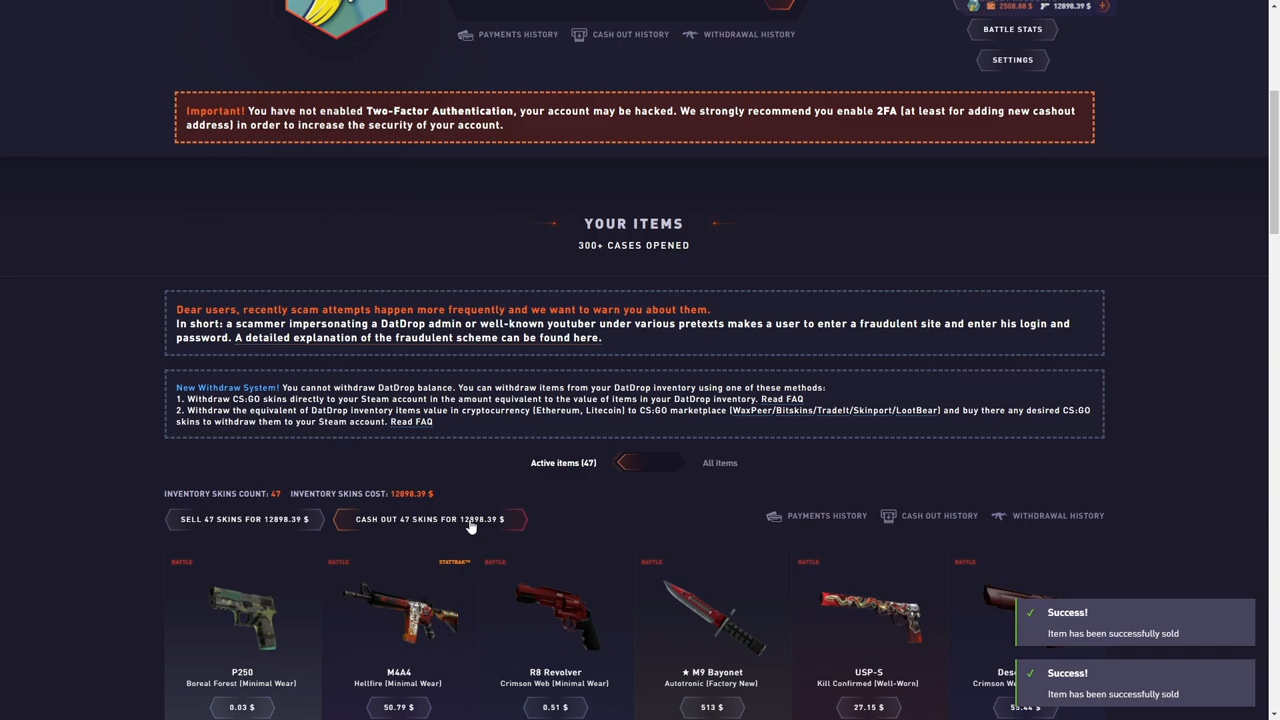 2508.88 $ 12898.39 $
BATTLE STATS
PAYMENTS HISTORY CASH OUT HISTORY WITHDRAWAL HISTORY
SETTINGS
Important! You have not enabled Two-Factor Authentication, your account may be hacked. We strongly recommend you enable 2FA (at least for adding new cashout
address) in order to increase the security of your account.
YOUR ITEMS
300+ CASES OPENED
Dear users, recently scam attempts happen more frequently and we want to warn you about them.
In short: a scammer impersonating a DatDrop admin or well-known youtuber under various pretexts makes a user to enter a fraudulent site and enter his login and
password. A detailed explanation of the fraudulent scheme can be found here.
New Withdraw System! You cannot withdraw DatDrop balance. You can withdraw items from your DatDrop inventory using one of these methods:
1. Withdraw CS:GO skins directly to your Steam account in the amount equivalent to the value of items in your DatDrop inventory. Read FAQ
2. Withdraw the equivalent of DatDrop inventory items value in cryptocurrency (Ethereum, Litecoin) to CS:GO marketplace (WaxPeer/Bitskins/TradeIt/Skinport/LootBear) and buy there any desired CS:GO
skins to withdraw them to your Steam account. Read FAQ
Active items (47) All items
INVENTORY SKINS COUNT: 47 INVENTORY SKINS COST: 12898.39 $
SELL 47 SKINS FOR 12898.39 $ CASH OUT 47 SKINS FOR 12898.39 $ PAYMENTS HISTORY CASH OUT HISTORY WITHDRAWAL HISTORY
BATTLE BATTLE STATTRAK™ BATTLE BATTLE BATTLE BATTLE
Success!
Item has been successfully sold
P250 M4A4 R8 Revolver ★ M9 Bayonet USP-S Des
Boreal Forest (Minimal Wear) Hellfire (Minimal Wear) Crimson Web (Minimal Wear) Autotronic (Factory New) Kill Confirmed (Well-Worn) Crimson W
Success!
Item has been successfully sold
0.03 $ 50.79 $ 0.51 $ 513 $ 27.15 $